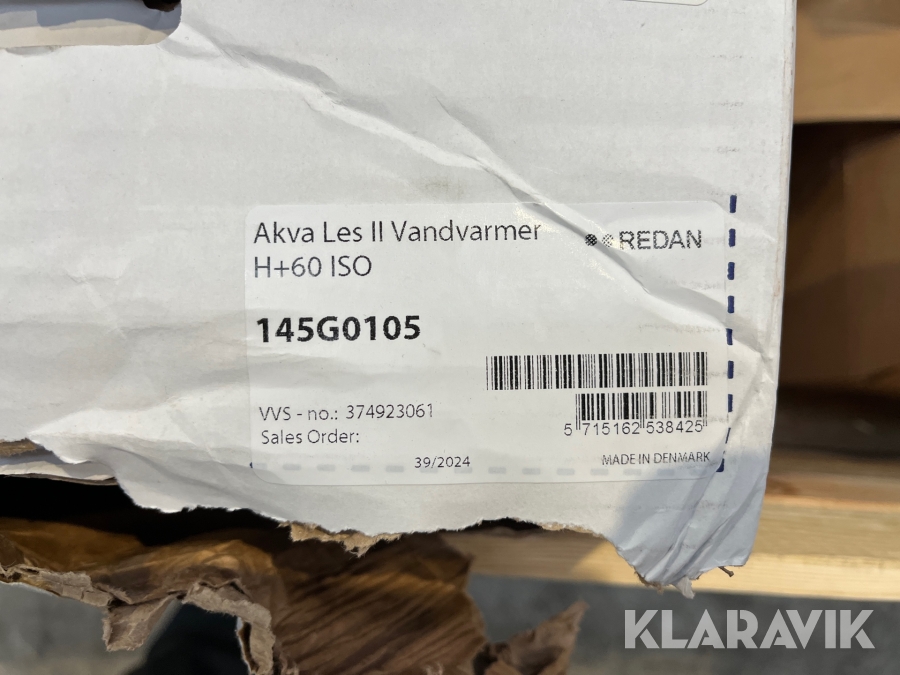 Akva Les II Vandvarmer
H+60 ISO
REDAN
145G0105
VVS - no.: 374923061
Sales Order:
5 715162 538425
39/2024
MADE IN DENMARK
KLARAVIK